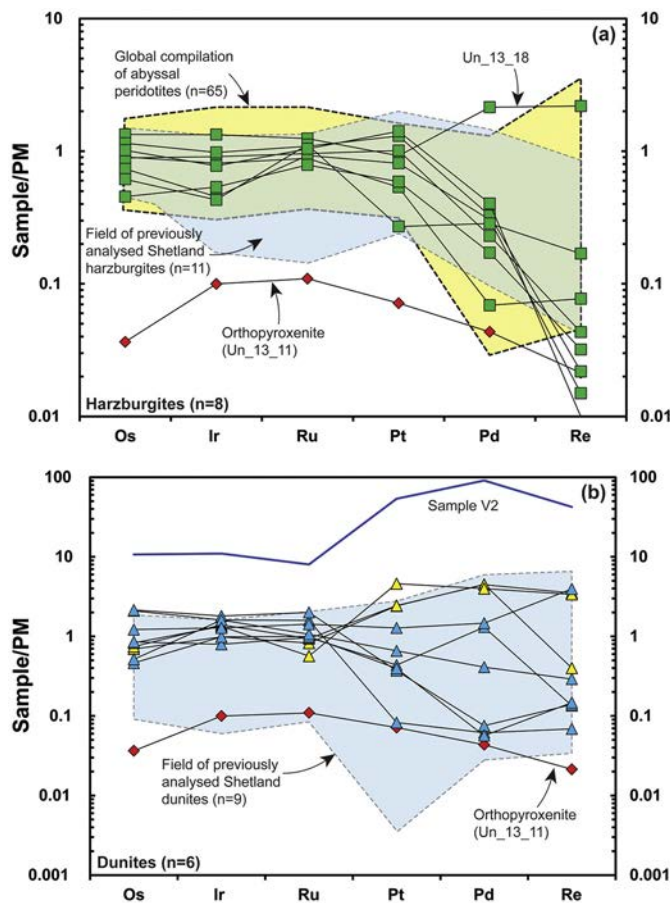 10
10
(a)
Global compilation
of abyssal
peridotites (n=65)
Un_13_18
1
1
Sample/PM
Field of previously
analysed Shetland
harzburgites
(n=11)
0.1
0.1
Orthopyroxenite
(Un_13_11)
Harzburgites (n=8)
0.01
0.01
Os Ir Ru Pt Pd Re
100
100
(b)
Sample V2
10
10
1
1
Sample/PM
0.1
0.1
Field of previously
analysed Shetland
dunites (n=9)
0.01
0.01
Orthopyroxenite
(Un_13_11)
Dunites (n=6)
0.001
0.001
Os Ir Ru Pt Pd Re